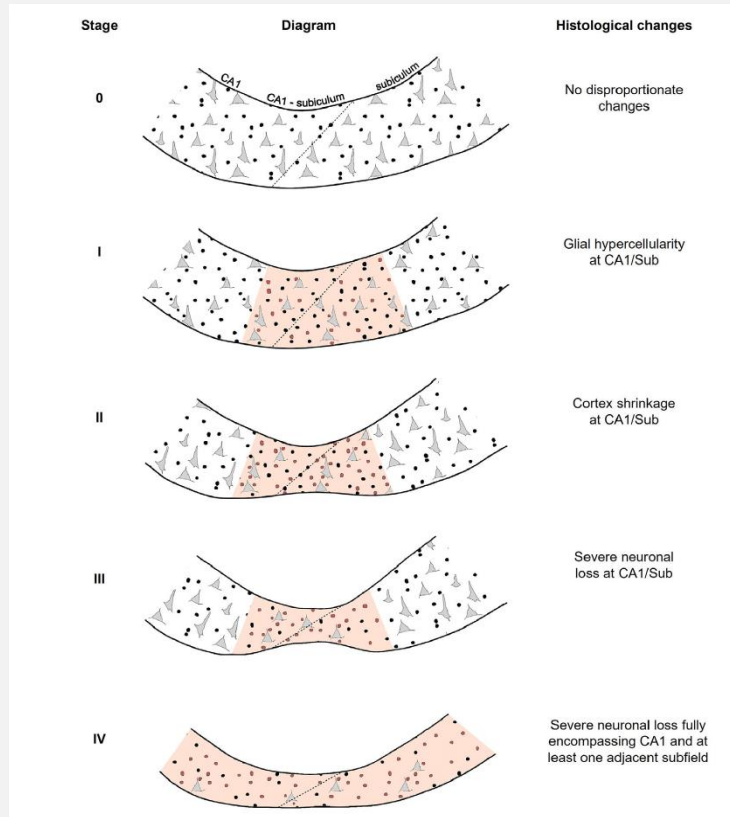 Stage Diagram Histological changes
CA1
CA1 - subiculum
subiculum
0
No disproportionate
changes
I
Glial hypercellularity
at CA1/Sub
II
Cortex shrinkage
at CA1/Sub
III
Severe neuronal
loss at CA1/Sub
IV
Severe neuronal loss fully
encompassing CA1 and at
least one adjacent subfield